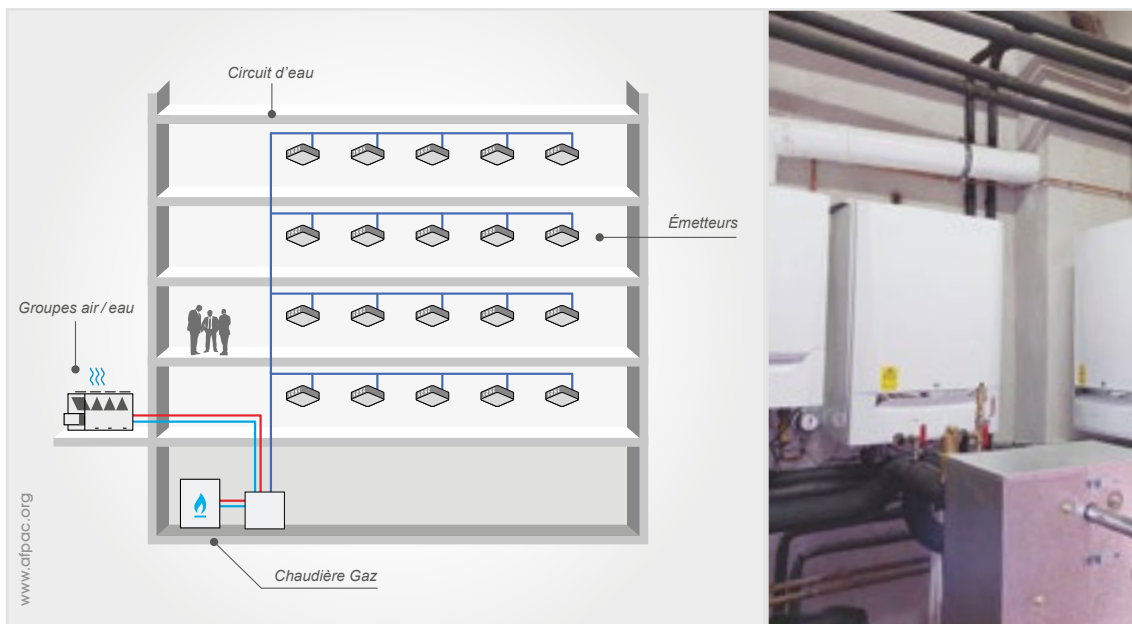 Circuit d'eau
Émetteurs
Groupes air / eau
Chaudière Gaz
www.afpac.org